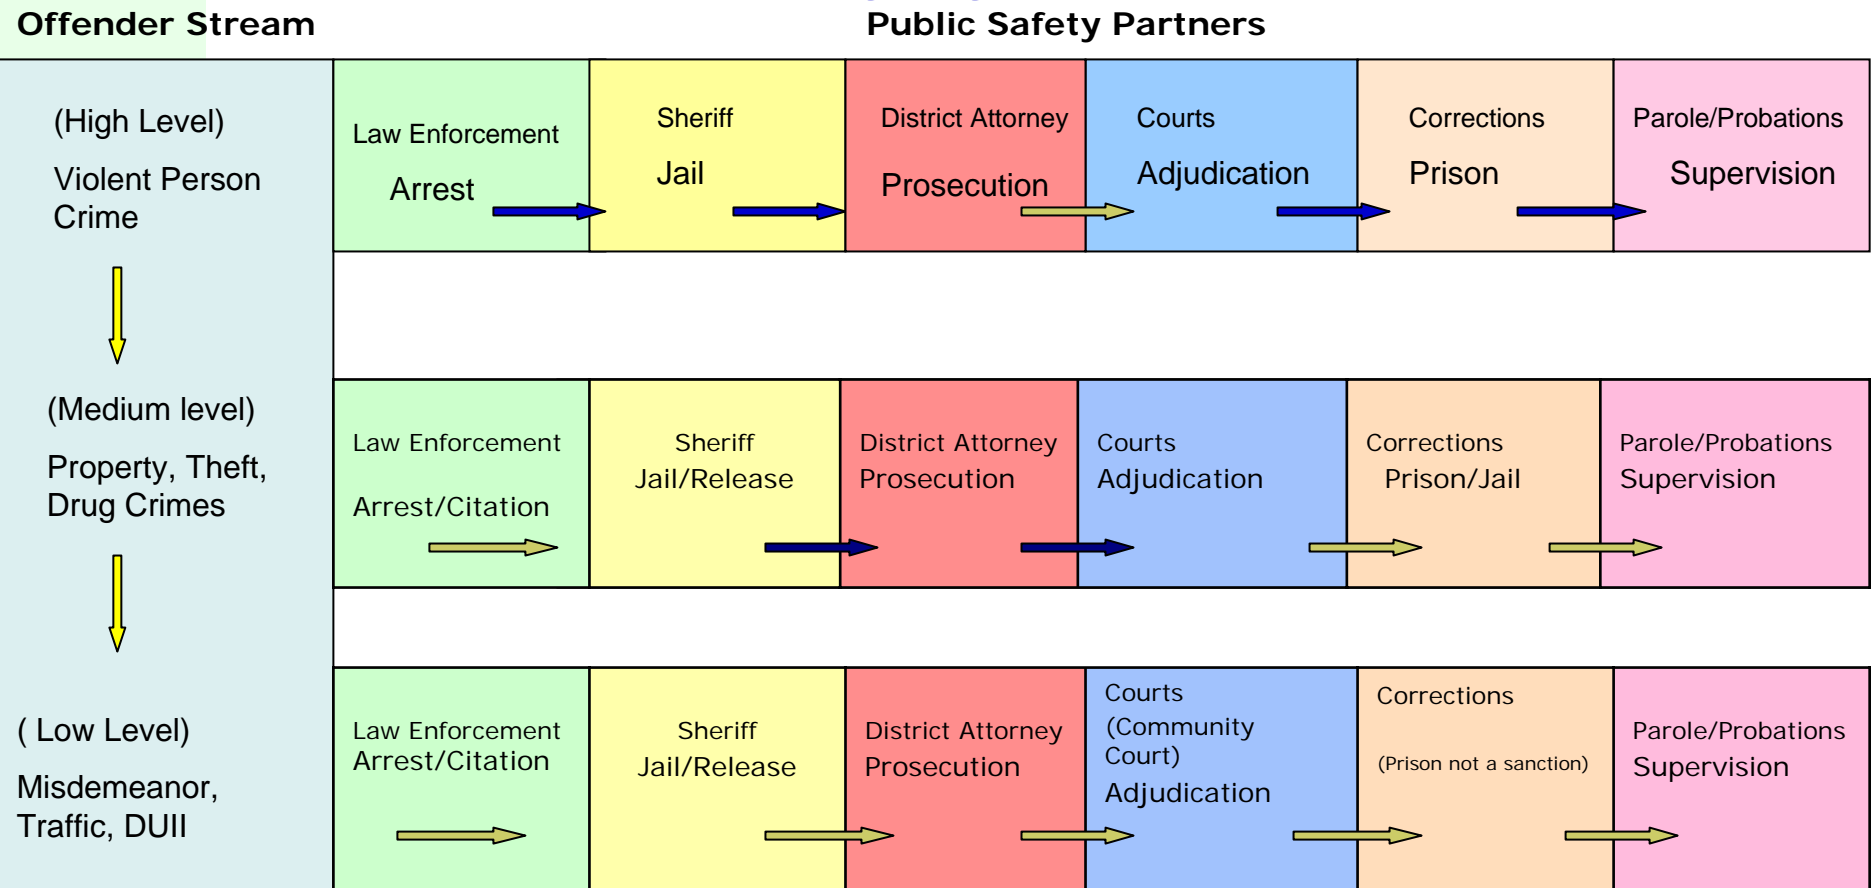 Offender Stream
Public Safety Partners
(High Level)
Violent Person
Crime
Law Enforcement
Arrest
Sheriff
Jail
District Attorney
Prosecution
Courts
Adjudication
Corrections
Prison
Parole/Probations
Supervision
(Medium level)
Property, Theft,
Drug Crimes
Law Enforcement
Arrest/Citation
Sheriff
Jail/Release
District Attorney
Prosecution
Courts
Adjudication
Corrections
Prison/Jail
Parole/Probations
Supervision
( Low Level)
Misdemeanor,
Traffic, DUII
Law Enforcement
Arrest/Citation
Sheriff
Jail/Release
District Attorney
Prosecution
Courts
(Community
Court)
Adjudication
Corrections
(Prison not a sanction)
Parole/Probations
Supervision